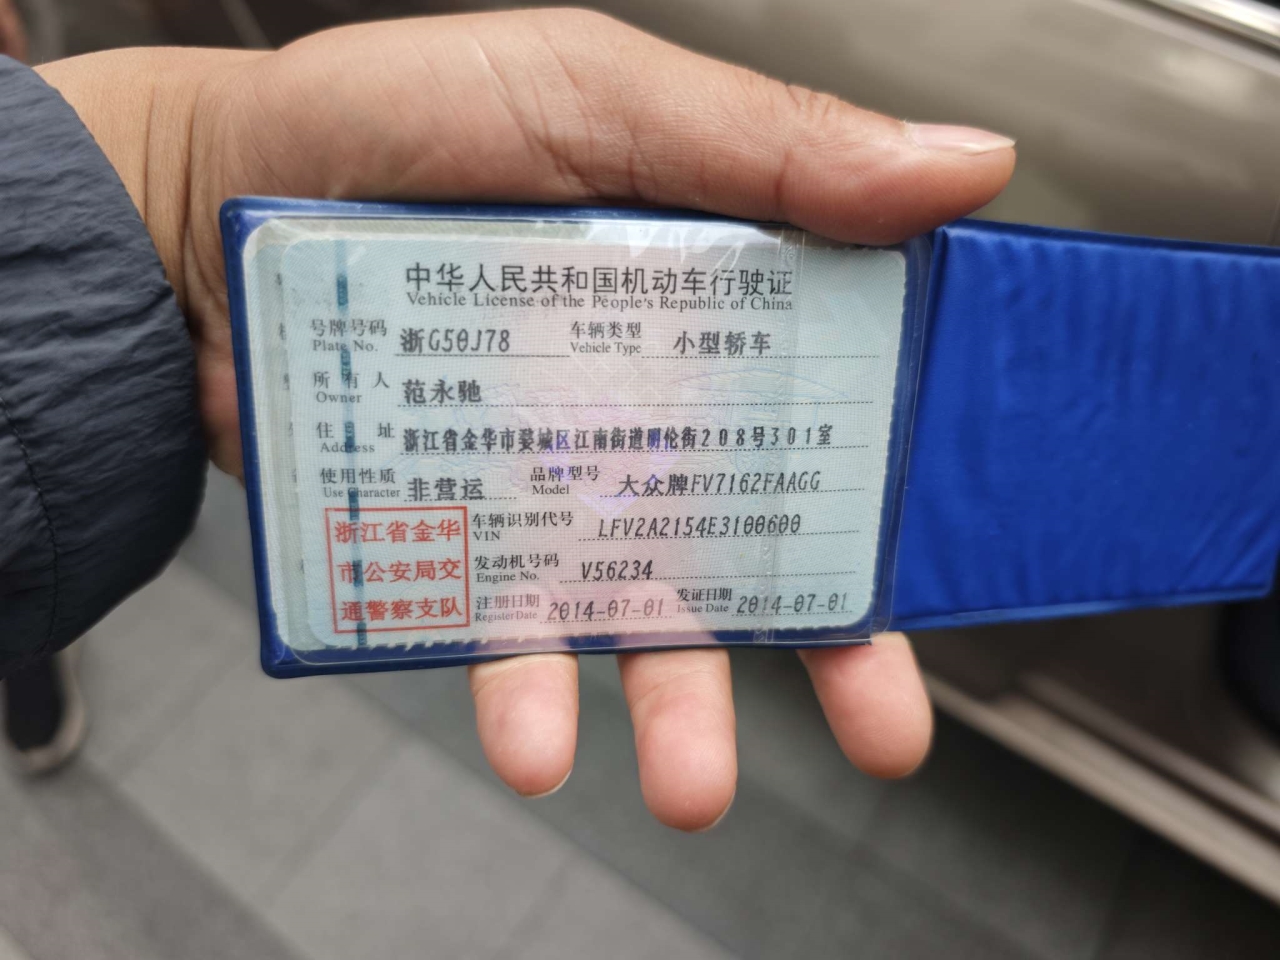 中华人民共和国机动车行驶证
Vehicle License of the People's Republic of China
号牌号码 浙G50J78 车辆类型 小型轿车
Plate No. Vehicle Type
所有人 范永驰
Owner
住址 浙江省金华市婺城区江南街道明伦街208号301室
Address
使用性质 非营运 品牌型号 大众牌FV7162FAAGG
Use Character Model
浙江省金华
市公安局交
通警察支队
车辆识别代号 LFV2A2154E3100600
VIN
发动机号码 V56234
Engine No.
注册日期 2014-07-01 发证日期 2014-07-01
Register Date Issue Date